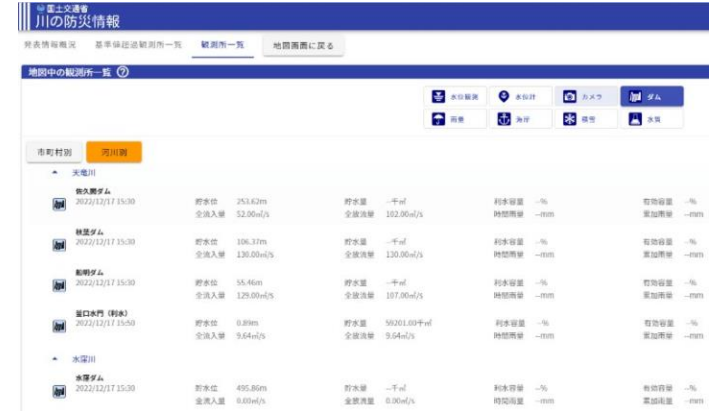 国土交通省
川の防災情報
発表情報概況 基準値超過観測所一覧 観測所一覧 地図画面に戻る
地図中の観測所一覧 ?
水位観測 水位計 カメラ ダム
雨量 海岸 積雪 水質
市町村別 河川別
天竜川
佐久間ダム
2022/12/17 15:30 貯水位 253.62m 貯水量 --千㎥ 利水容量 --% 有効容量 --%
全流入量 52.00㎥/s 全放流量 102.00㎥/s 時間雨量 --mm 累加雨量 --mm
秋葉ダム
2022/12/17 15:30 貯水位 106.37m 貯水量 --千㎥ 利水容量 --% 有効容量 --%
全流入量 130.00㎥/s 全放流量 130.00㎥/s 時間雨量 --mm 累加雨量 --mm
船明ダム
2022/12/17 15:30 貯水位 55.46m 貯水量 --千㎥ 利水容量 --% 有効容量 --%
全流入量 129.00㎥/s 全放流量 107.00㎥/s 時間雨量 --mm 累加雨量 --mm
釜口水門（利水）
2022/12/17 15:50 貯水位 0.89m 貯水量 59201.00千㎥ 利水容量 --% 有効容量 --%
全流入量 9.64㎥/s 全放流量 9.64㎥/s 時間雨量 --mm 累加雨量 --mm
水窪川
水窪ダム
2022/12/17 15:30 貯水位 495.86m 貯水量 --千㎥ 利水容量 --% 有効容量 --%
全流入量 0.00㎥/s 全放流量 0.00㎥/s 時間雨量 --mm 累加雨量 --mm